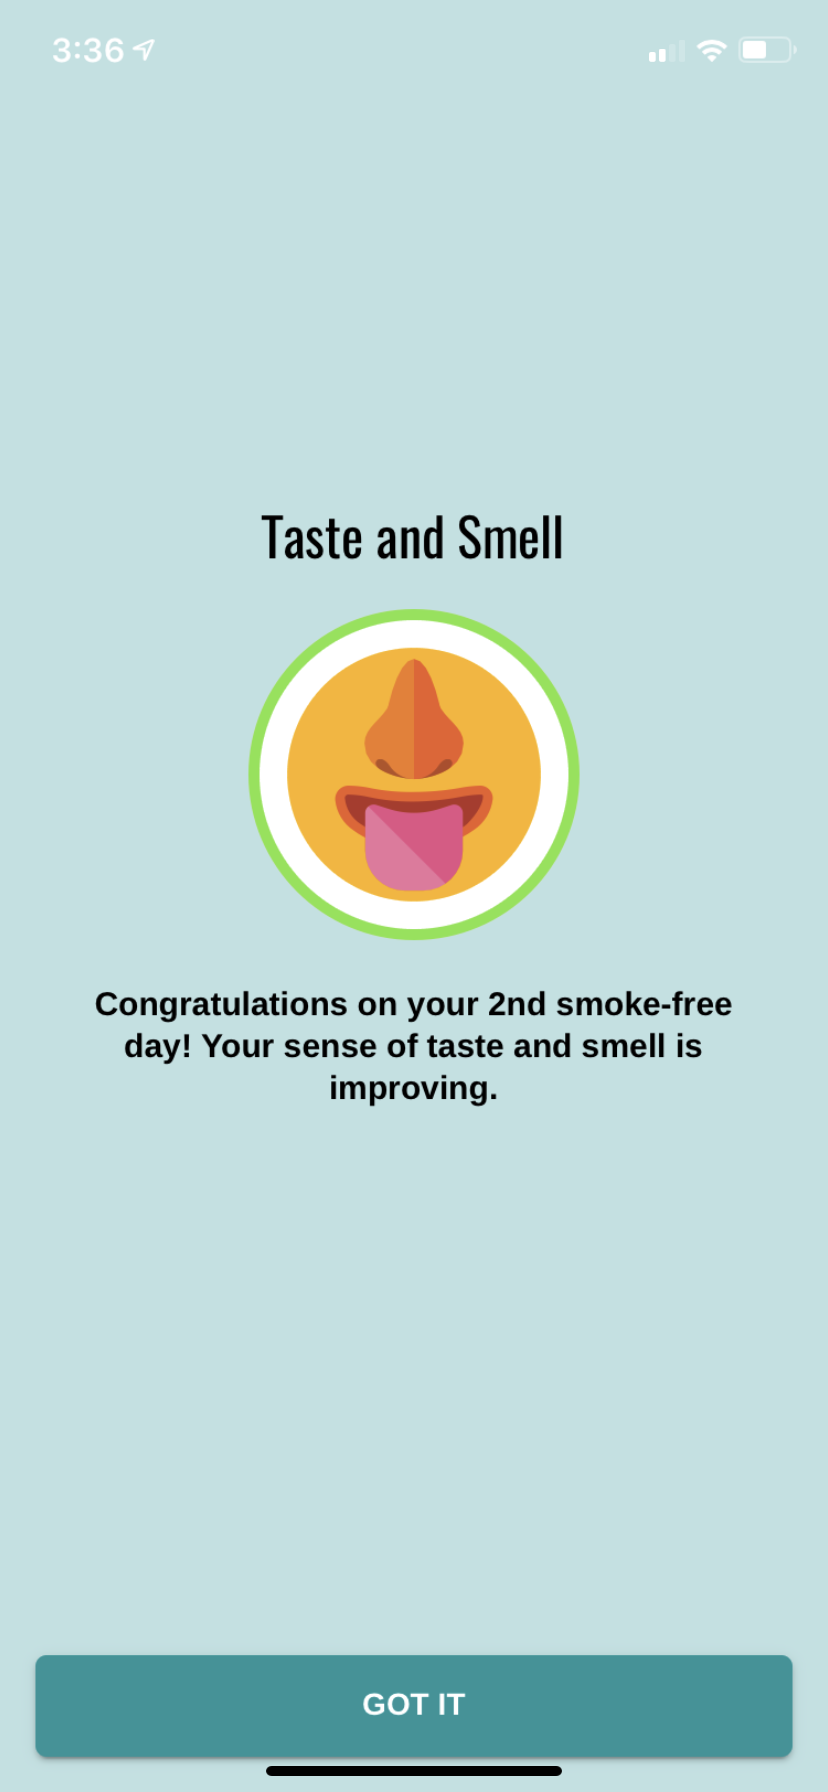 3:36
Taste and Smell
Congratulations on your 2nd smoke-free
day! Your sense of taste and smell is
improving.
GOT IT